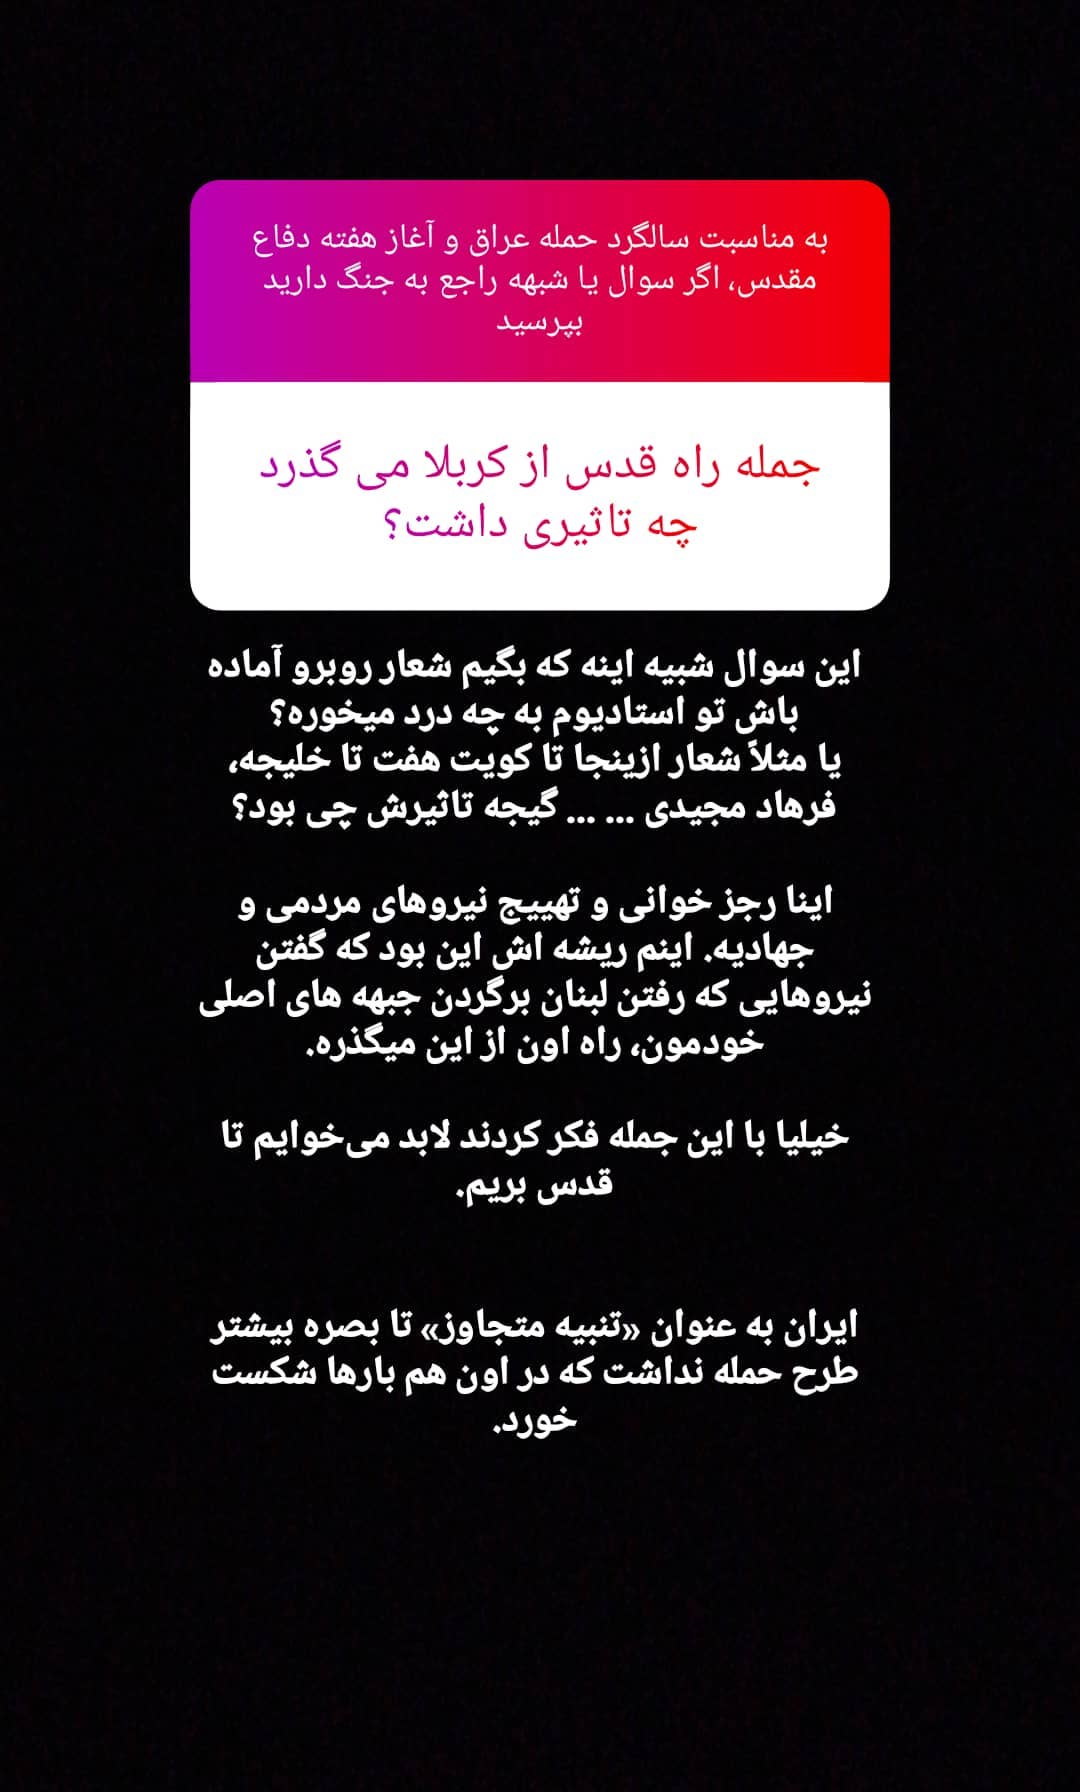 به مناسبت سالگرد حمله عراق و آغاز هفته دفاع
مقدس، اگر سوال یا شبهه راجع به جنگ دارید
بپرسید
جمله راه قدس از کربلا می گذرد
چه تاثیری داشت؟
این سوال شبیه اینه که بگیم شعار روبرو آماده
باش تو استادیوم به چه درد میخوره؟
یا مثلاً شعار ازینجا تا کویت هفت تا خلیجه،
فرهاد مجیدی ... ... گیجه تاثیرش چی بود؟
اینا رجز خوانی و تهییج نیروهای مردمی و
جهادیه. اینم ریشه اش این بود که گفتن
نیروهایی که رفتن لبنان برگردن جبهه های اصلی
خودمون، راه اون از این میگذره.
خیلیا با این جمله فکر کردند لابد می‌خوایم تا
قدس بریم.
ایران به عنوان «تنبیه متجاوز» تا بصره بیشتر
طرح حمله نداشت که در اون هم بارها شکست
خورد.